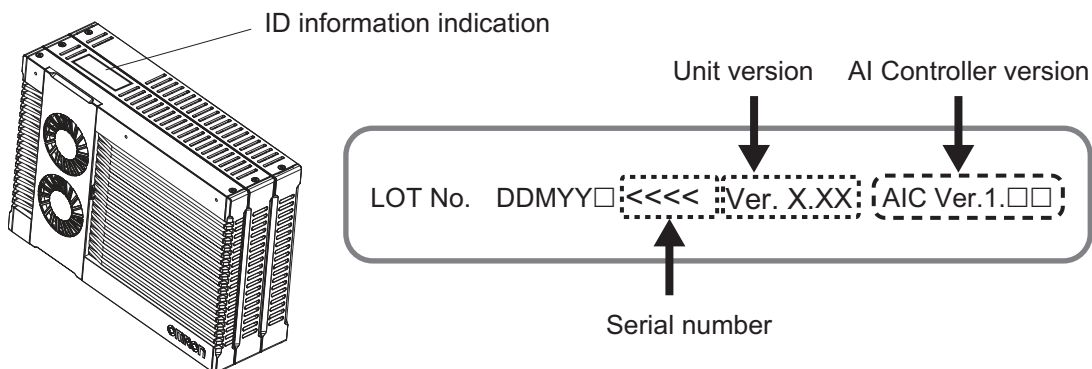 ID information indication
Unit version
AI Controller version
LOT No. DDMYY□ <<<< Ver. X.XX AIC Ver.1.□□
Serial number
OMRON